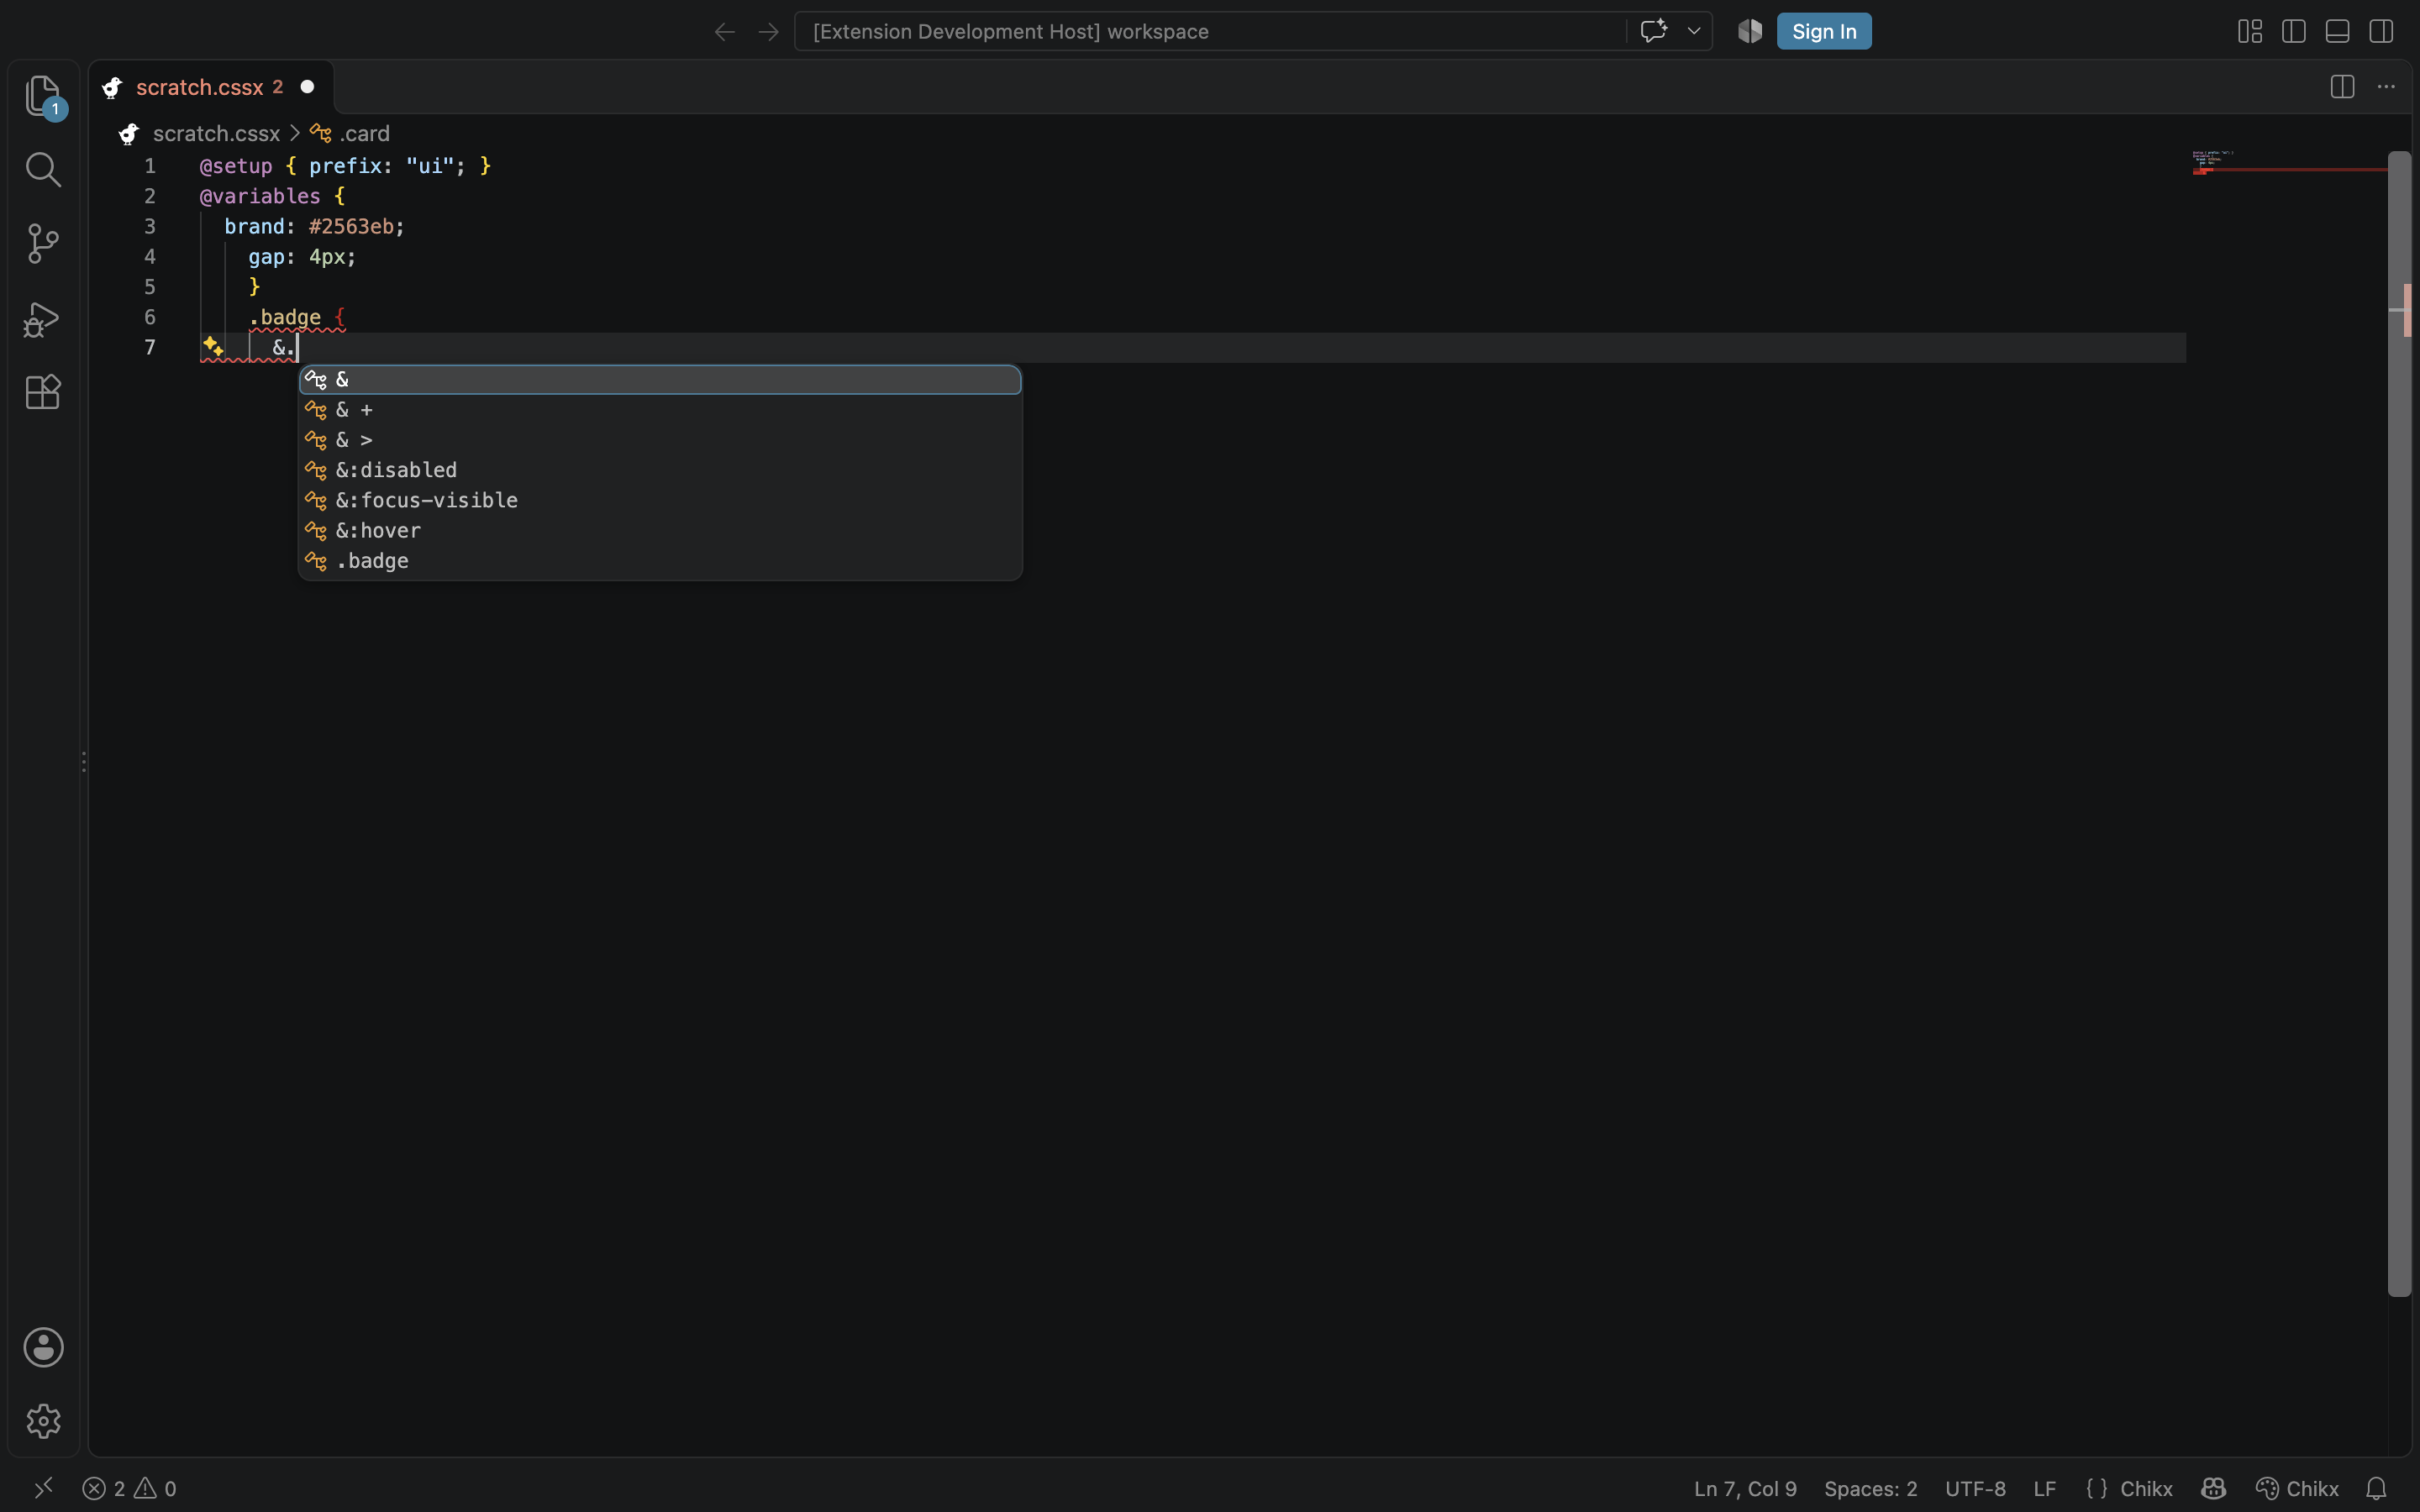 [Extension Development Host] workspace
Sign In
1
scratch.cssx 2
scratch.cssx > .card
1 @setup { prefix: "ui"; }
2 @variables {
3 brand: #2563eb;
4 gap: 4px;
5 }
6 .badge {
7 &.
&
& +
& >
&:disabled
&:focus-visible
&:hover
.badge
2 0
Ln 7, Col 9 Spaces: 2 UTF-8 LF { } Chikx Chikx